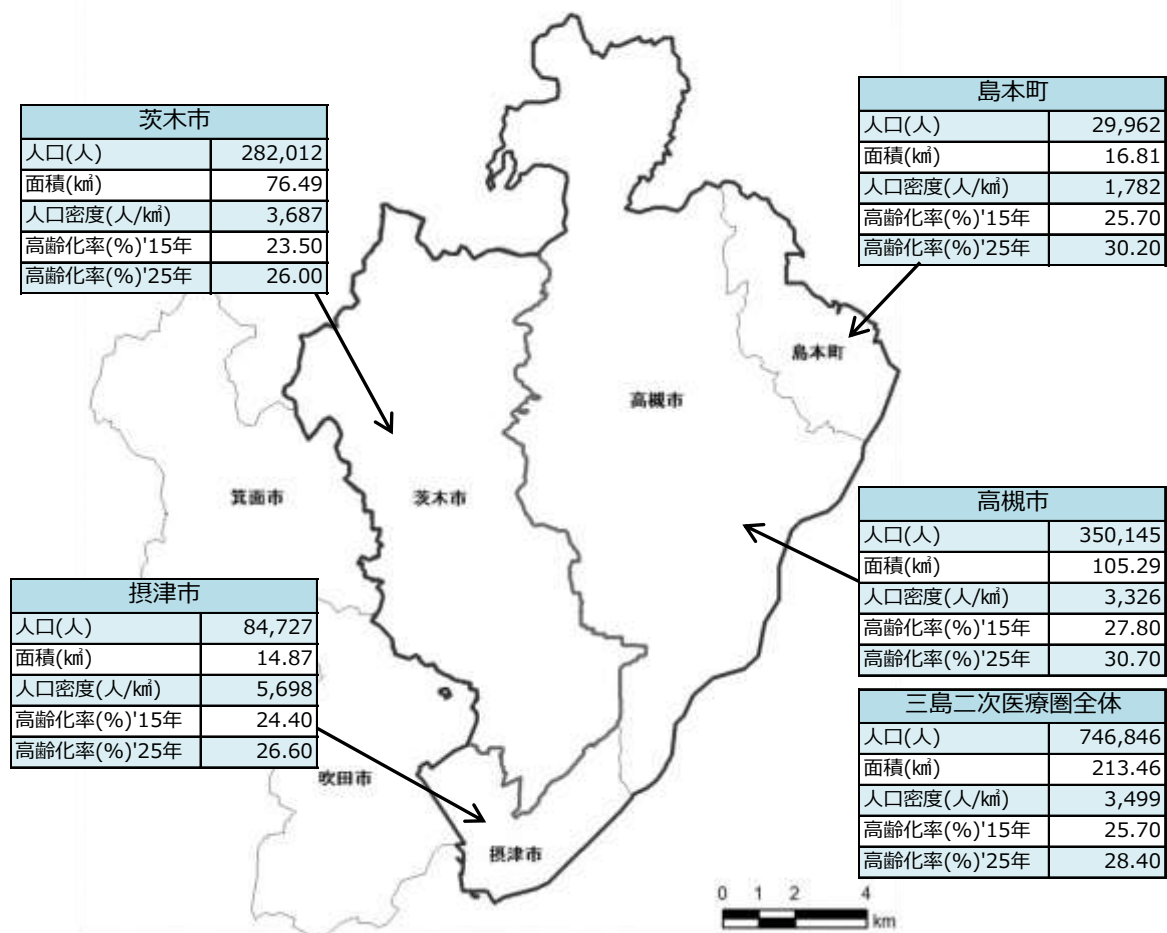 茨木市
人口(人) 282,012
面積(㎢) 76.49
人口密度(人/㎢) 3,687
高齢化率(%)'15年 23.50
高齢化率(%)'25年 26.00
島本町
人口(人) 29,962
面積(㎢) 16.81
人口密度(人/㎢) 1,782
高齢化率(%)'15年 25.70
高齢化率(%)'25年 30.20
島本町
高槻市
箕面市
茨木市
高槻市
人口(人) 350,145
面積(㎢) 105.29
人口密度(人/㎢) 3,326
高齢化率(%)'15年 27.80
高齢化率(%)'25年 30.70
摂津市
人口(人) 84,727
面積(㎢) 14.87
人口密度(人/㎢) 5,698
高齢化率(%)'15年 24.40
高齢化率(%)'25年 26.60
三島二次医療圏全体
人口(人) 746,846
面積(㎢) 213.46
人口密度(人/㎢) 3,499
高齢化率(%)'15年 25.70
高齢化率(%)'25年 28.40
吹田市
摂津市
0 1 2 4
km